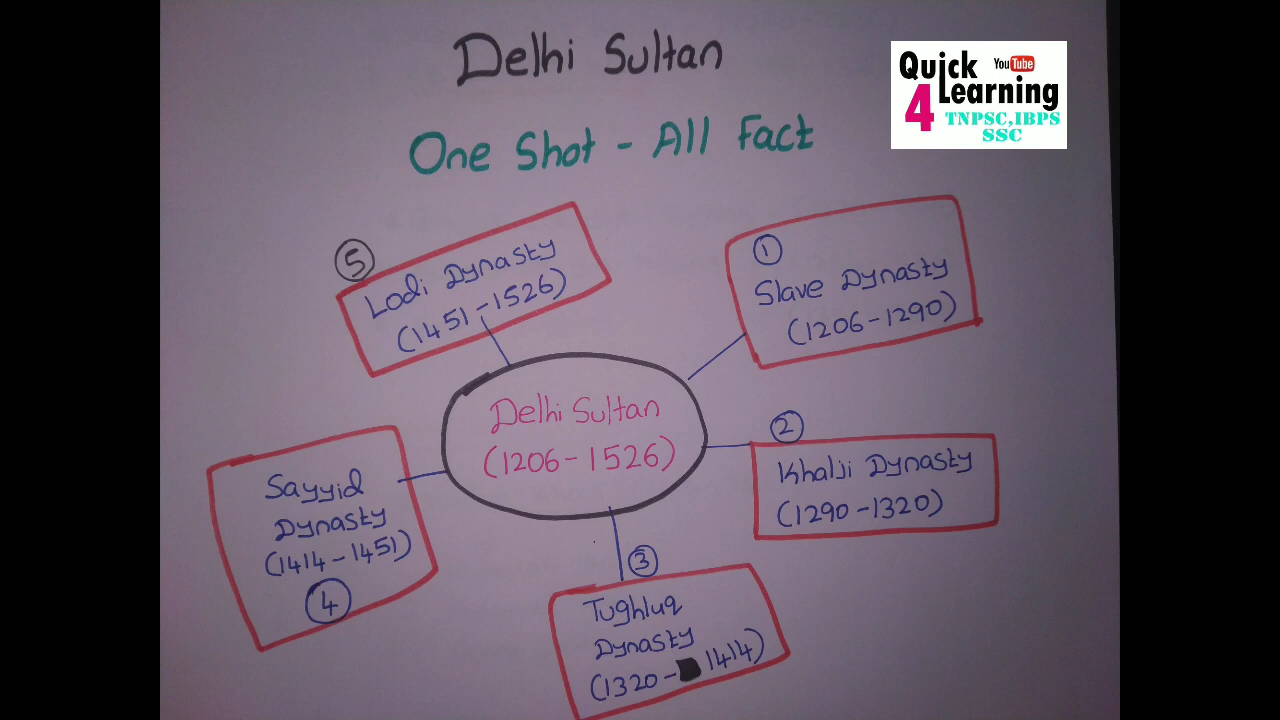 Delhi Sultan
One Shot - All Fact
Quick
YouTube
4 Learning
TNPSC,IBPS
SSC
5
Lodi Dynasty
(1451-1526)
1
Slave Dynasty
(1206-1290)
Delhi Sultan
(1206-1526)
2
Khalji Dynasty
(1290-1320)
Sayyid
Dynasty
(1414-1451)
4
3
Tughluq
Dynasty
(1320- 1414)